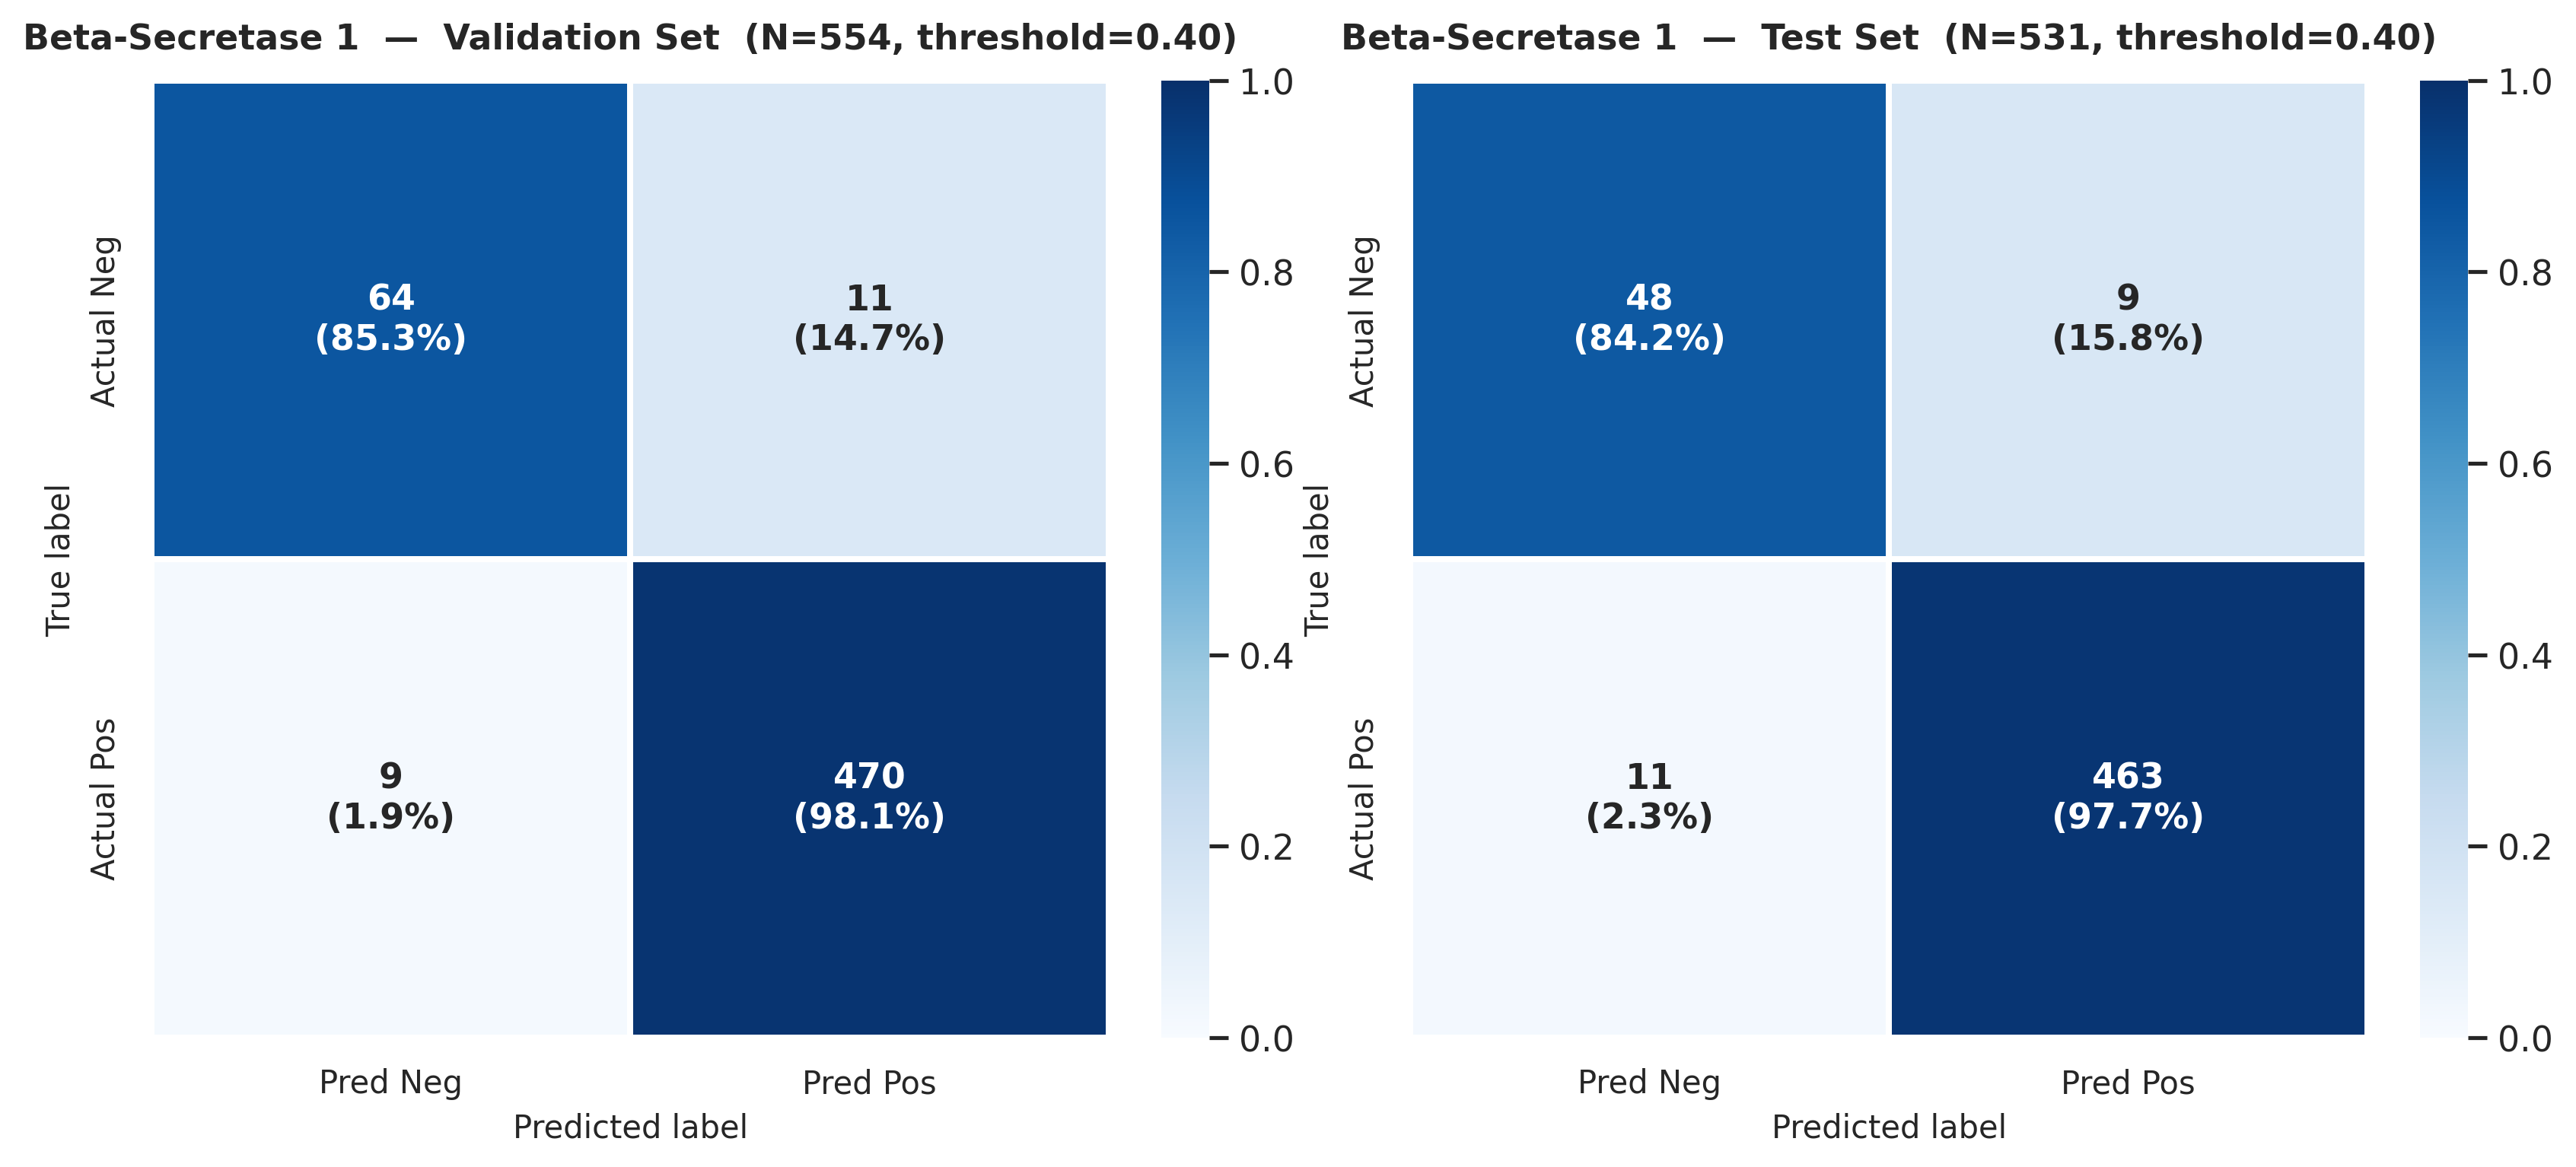 Beta-Secretase 1 — Validation Set (N=554, threshold=0.40)
True label
Actual Neg
Actual Pos
64
(85.3%)
11
(14.7%)
9
(1.9%)
470
(98.1%)
Pred Neg
Pred Pos
Predicted label
1.0
0.8
0.6
0.4
0.2
0.0
Beta-Secretase 1 — Test Set (N=531, threshold=0.40)
True label
Actual Neg
Actual Pos
48
(84.2%)
9
(15.8%)
11
(2.3%)
463
(97.7%)
Pred Neg
Pred Pos
Predicted label
1.0
0.8
0.6
0.4
0.2
0.0